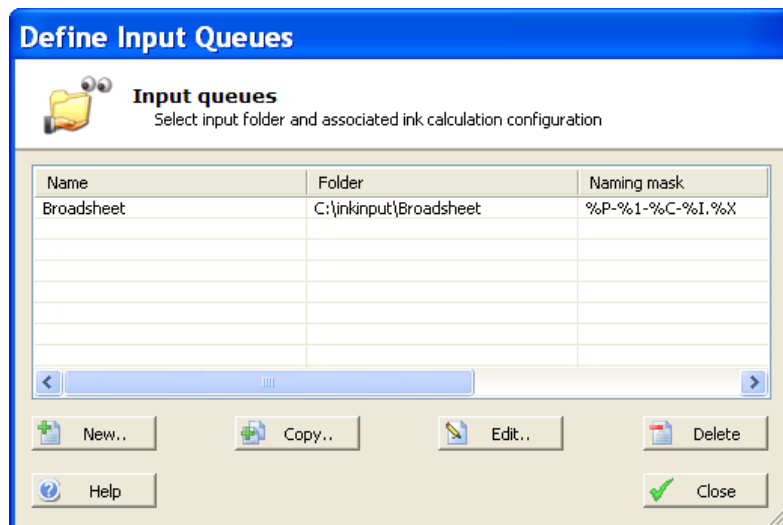 Define Input Queues
Input queues
Select input folder and associated ink calculation configuration
Name Folder Naming mask
Broadsheet C:\inkinput\Broadsheet %P-%1-%C-%I.%X
New.. Copy.. Edit.. Delete
Help Close